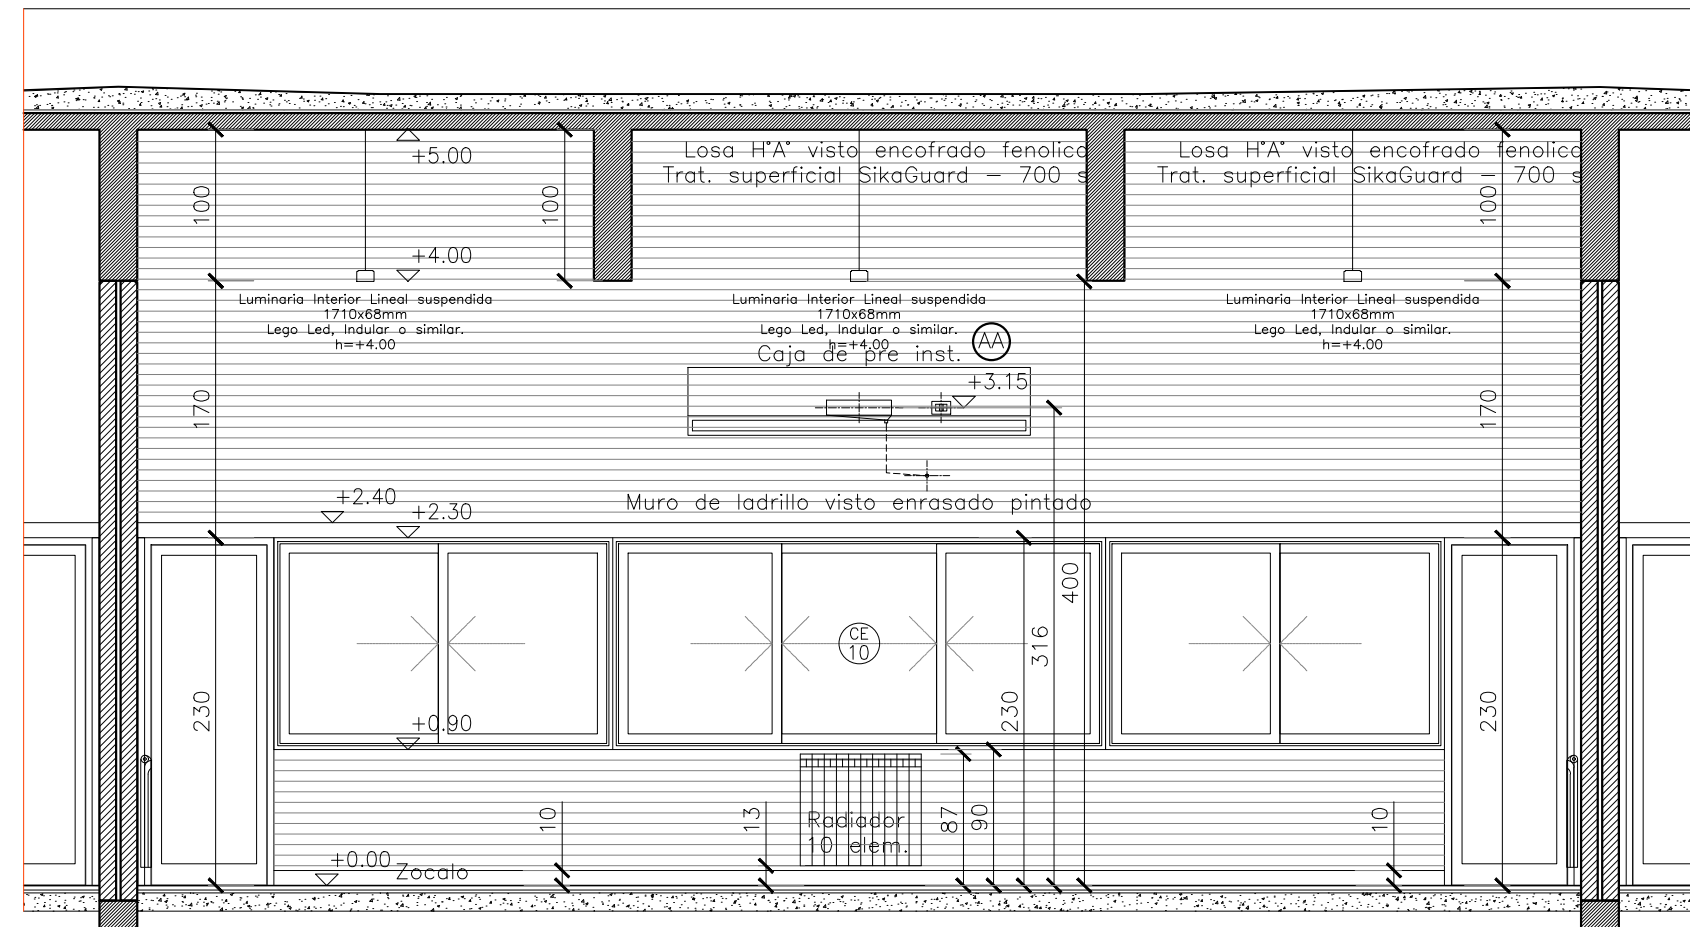 Losa H°A° visto encofrado fenolico
Trat. superficial SikaGuard – 700 s
Losa H°A° visto encofrado fenolico
Trat. superficial SikaGuard – 700 s
+5.00
100
100
100
+4.00
Luminaria Interior Lineal suspendida
1710x68mm
Lego Led, Indular o similar.
h=+4.00
Luminaria Interior Lineal suspendida
1710x68mm
Lego Led, Indular o similar.
h=+4.00
Luminaria Interior Lineal suspendida
1710x68mm
Lego Led, Indular o similar.
h=+4.00
Caja de pre inst.
AA
+3.15
170
170
+2.40
+2.30
Muro de ladrillo visto enrasado pintado
400
316
230
CE
10
230
230
+0.90
10
13
Radiador
10 elem.
87
90
10
+0.00
Zocalo